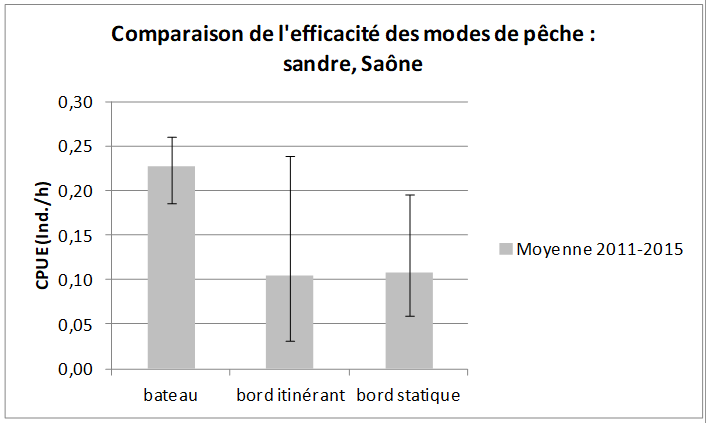 Comparaison de l'efficacité des modes de pêche :
sandre, Saône
CPUE(Ind./h)
0,30
0,25
0,20
0,15
0,10
0,05
0,00
bateau
bord itinérant
bord statique
Moyenne 2011-2015